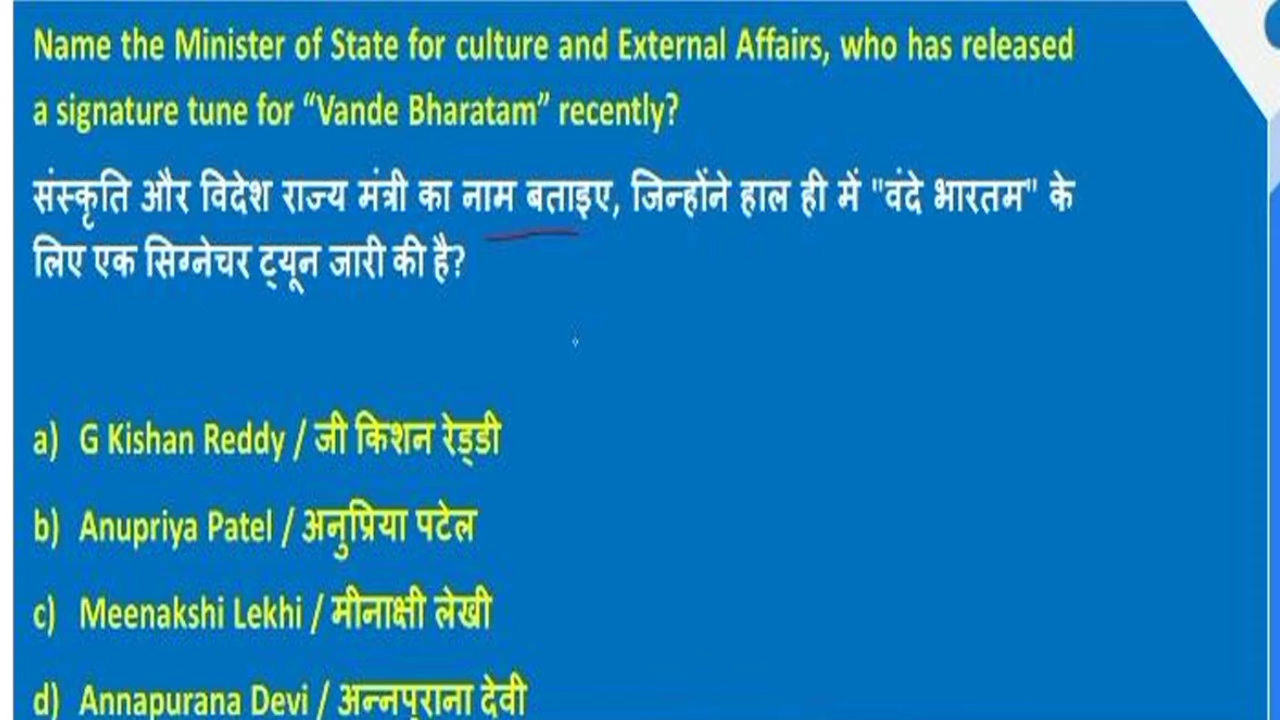 Name the Minister of State for culture and External Affairs, who has released
a signature tune for “Vande Bharatam” recently?
संस्कृति और विदेश राज्य मंत्री का नाम बताइए, जिन्होंने हाल ही में "वंदे भारतम" के
लिए एक सिग्नेचर ट्यून जारी की है?
a) G Kishan Reddy / जी किशन रेड्डी
b) Anupriya Patel / अनुप्रिया पटेल
c) Meenakshi Lekhi / मीनाक्षी लेखी
d) Annapurana Devi / अन्नपुराना देवी